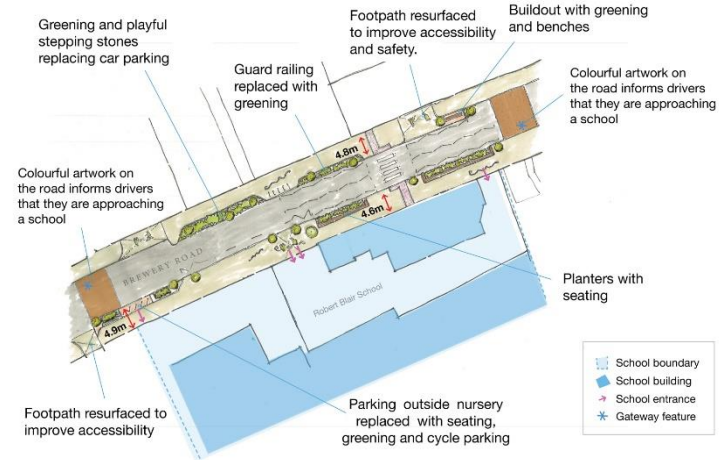 Greening and playful
stepping stones
replacing car parking
Footpath resurfaced
to improve accessibility
and safety.
Buildout with greening
and benches
Guard railing
replaced with
greening
Colourful artwork on
the road informs drivers
that they are approaching
a school
4.8m
Colourful artwork on
the road informs drivers
that they are approaching
a school
4.6m
BREWERY ROAD
Planters with
seating
Robert Blair School
4.9m
Footpath resurfaced to
improve accessibility
Parking outside nursery
replaced with seating,
greening and cycle parking
School boundary
School building
School entrance
Gateway feature